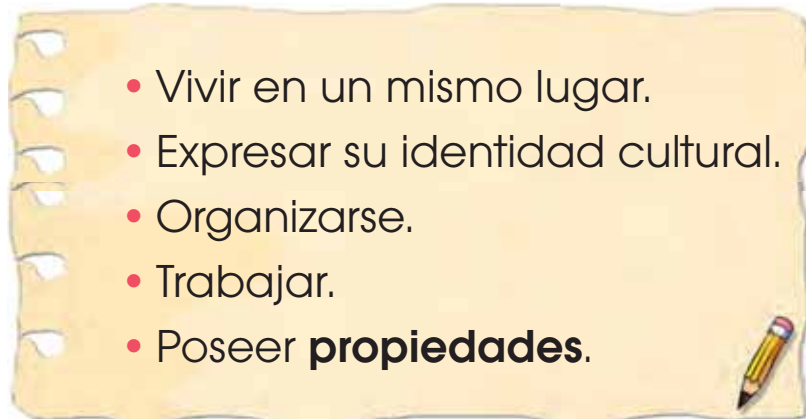 • Vivir en un mismo lugar.
• Expresar su identidad cultural.
• Organizarse.
• Trabajar.
• Poseer propiedades.